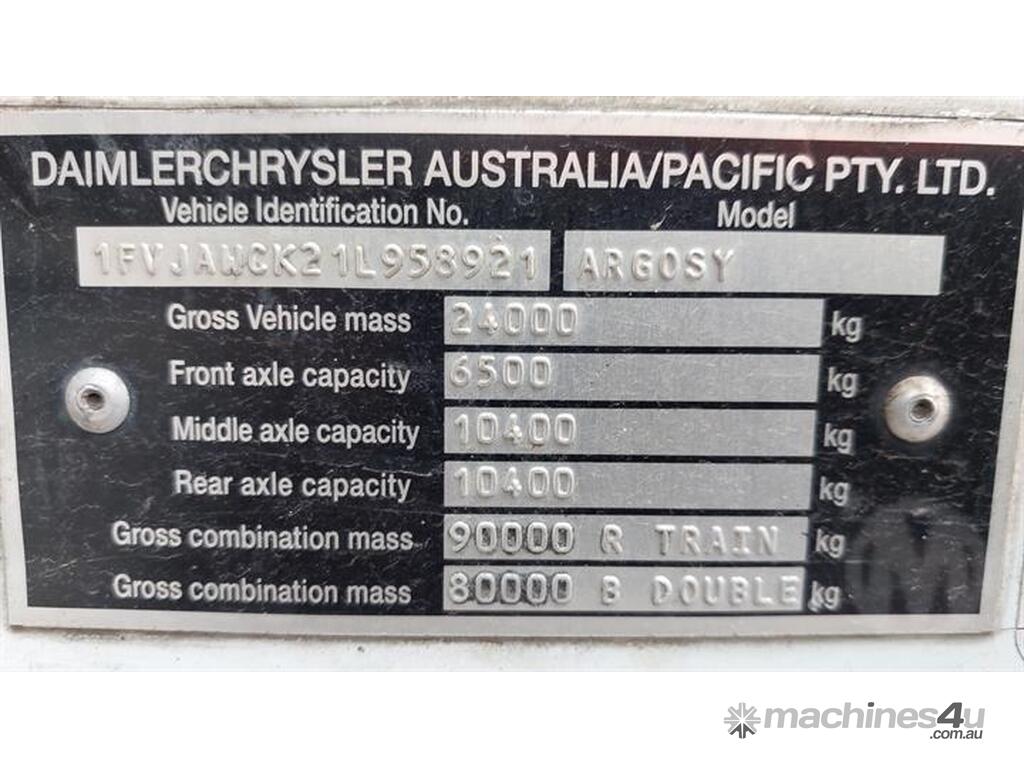 DAIMLERCHRYSLER AUSTRALIA/PACIFIC PTY. LTD.
Vehicle Identification No. Model
1FVJAWCK21L958921 ARGOSY
Gross Vehicle mass 24000 kg
Front axle capacity 6500 kg
Middle axle capacity 10400 kg
Rear axle capacity 10400 kg
Gross combination mass 90000 R TRAIN kg
Gross combination mass 80000 B DOUBLE kg
machines4u
.com.au